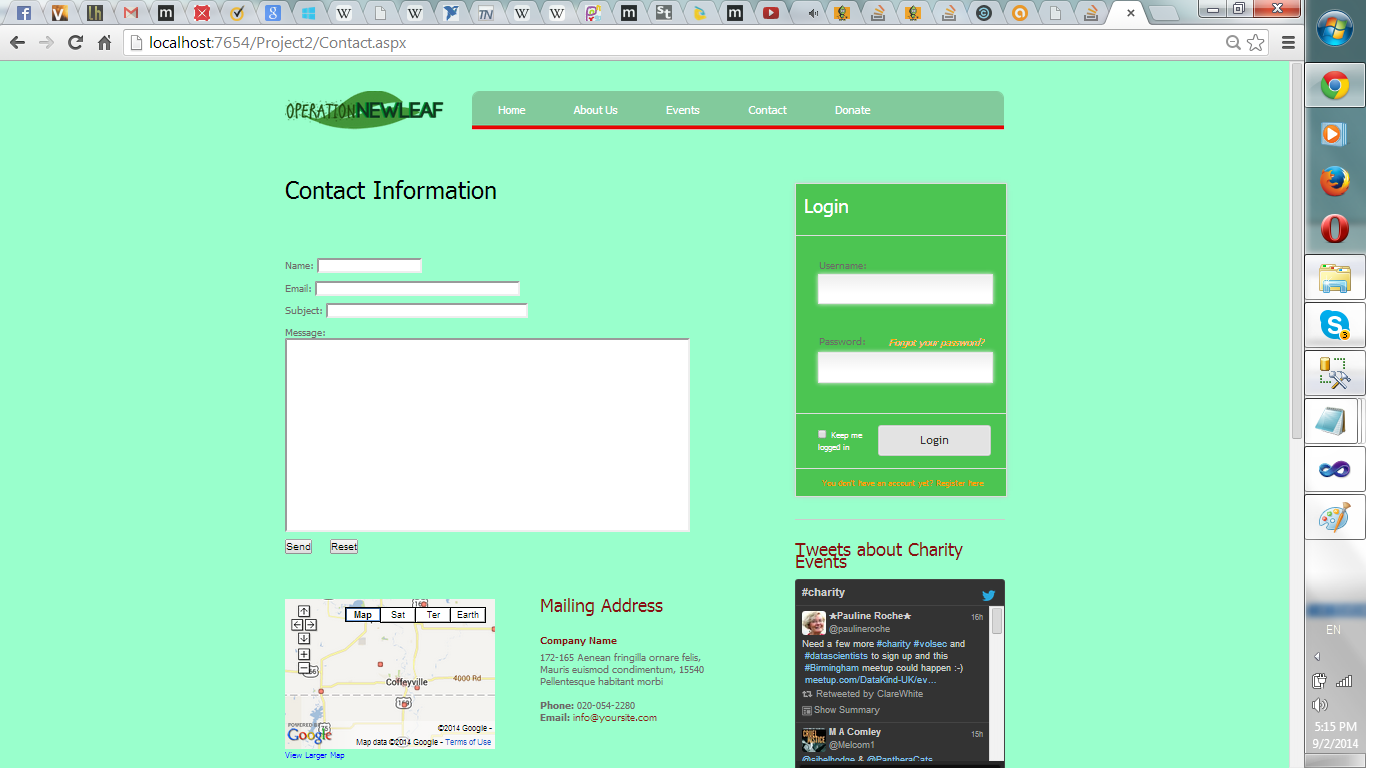 localhost:7654/Project2/Contact.aspx
OPERATION NEWLEAF
Home About Us Events Contact Donate
Contact Information
Name:
Email:
Subject:
Message:
Send Reset
Login
Username:
Password: Forgot your password?
Keep me
logged in
Login
You don't have an account yet? Register here
Tweets about Charity
Events
#charity
★Pauline Roche★ 16h
@paulineroche
Need a few more #charity #volsec and
#datascientists to sign up and this
#Birmingham meetup could happen :-)
meetup.com/DataKind-UK/ev…
Retweeted by ClareWhite
Show Summary
M A Comley 15h
@Melcom1
@sibelhodge & @PantheraCats
Map Sat Ter Earth
Coffeyville
4000 Rd
POWERED BY
Google
©2014 Google -
Map data ©2014 Google - Terms of Use
View Larger Map
Mailing Address
Company Name
172-165 Aenean fringilla ornare felis,
Mauris euismod condimentum, 15540
Pellentesque habitant morbi
Phone: 020-054-2280
Email: info@yoursite.com
EN
5:15 PM
9/2/2014